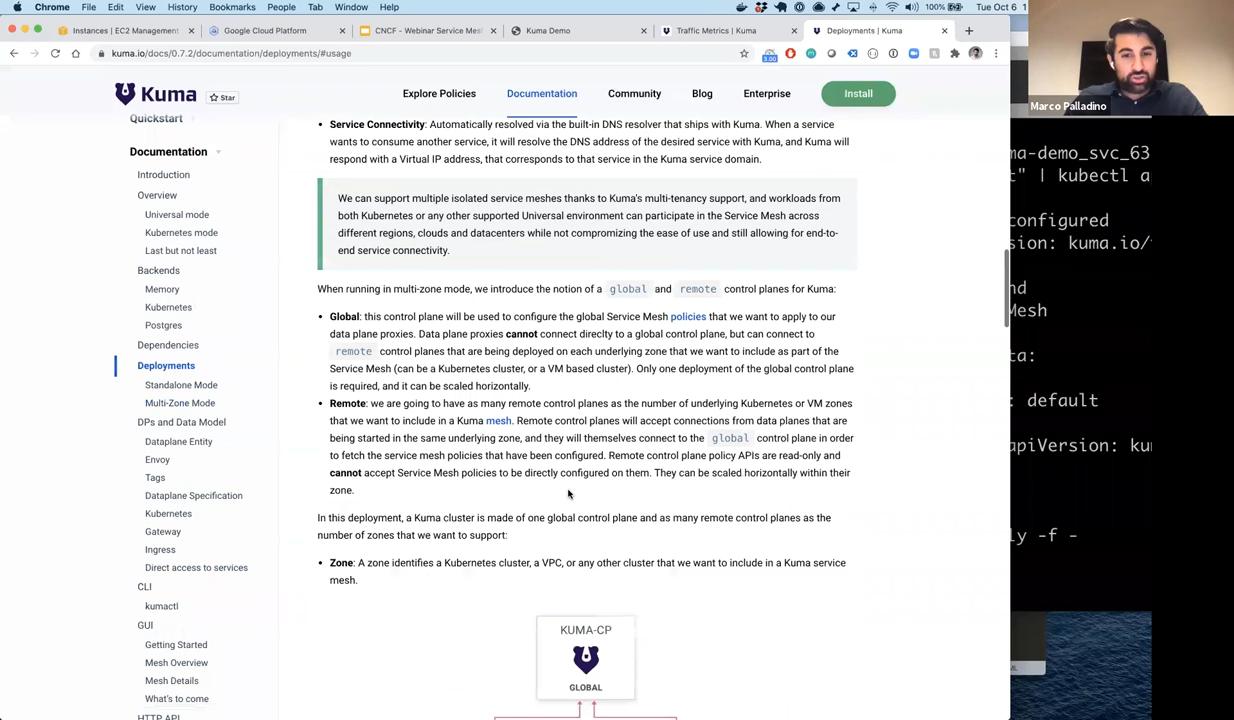 Chrome File Edit View History Bookmarks People Tab Window Help
100%
Tue Oct 6 1
Instances | EC2 Management
Google Cloud Platform
CNCF - Webinar Service Mesh
Kuma Demo
Traffic Metrics | Kuma
Deployments | Kuma
kuma.io/docs/0.7.2/documentation/deployments/#usage
3.00
Marco Palladino
Kuma
Star
Explore Policies
Documentation
Community
Blog
Enterprise
Install
Quickstart
Documentation
Introduction
Overview
Universal mode
Kubernetes mode
Last but not least
Backends
Memory
Kubernetes
Postgres
Dependencies
Deployments
Standalone Mode
Multi-Zone Mode
DPs and Data Model
Dataplane Entity
Envoy
Tags
Dataplane Specification
Kubernetes
Gateway
Ingress
Direct access to services
CLI
kumactl
GUI
Getting Started
Mesh Overview
Mesh Details
What's to come
HTTP API
• Service Connectivity: Automatically resolved via the built-in DNS resolver that ships with Kuma. When a service
wants to consume another service, it will resolve the DNS address of the desired service with Kuma, and Kuma will
respond with a Virtual IP address, that corresponds to that service in the Kuma service domain.
We can support multiple isolated service meshes thanks to Kuma's multi-tenancy support, and workloads from
both Kubernetes or any other supported Universal environment can participate in the Service Mesh across
different regions, clouds and datacenters while not compromizing the ease of use and still allowing for end-to-
end service connectivity.
When running in multi-zone mode, we introduce the notion of a global and remote control planes for Kuma:
• Global: this control plane will be used to configure the global Service Mesh policies that we want to apply to our
data plane proxies. Data plane proxies cannot connect direclty to a global control plane, but can connect to
remote control planes that are being deployed on each underlying zone that we want to include as part of the
Service Mesh (can be a Kubernetes cluster, or a VM based cluster). Only one deployment of the global control plane
is required, and it can be scaled horizontally.
• Remote: we are going to have as many remote control planes as the number of underlying Kubernetes or VM zones
that we want to include in a Kuma mesh. Remote control planes will accept connections from data planes that are
being started in the same underlying zone, and they will themselves connect to the global control plane in order
to fetch the service mesh policies that have been configured. Remote control plane policy APIs are read-only and
cannot accept Service Mesh policies to be directly configured on them. They can be scaled horizontally within their
zone.
In this deployment, a Kuma cluster is made of one global control plane and as many remote control planes as the
number of zones that we want to support:
• Zone: A zone identifies a Kubernetes cluster, a VPC, or any other cluster that we want to include in a Kuma service
mesh.
KUMA-CP
GLOBAL
ma-demo_svc_63
t" | kubectl a
onfigured
sion: kuma.io/
nd
Mesh
ta:
: default
apiVersion: ku
ly -f -